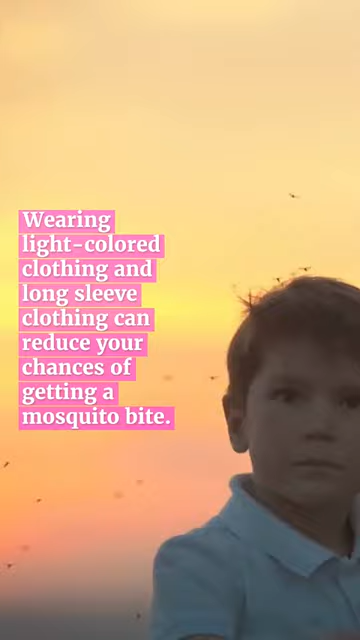 Wearing
light-colored
clothing and
long sleeve
clothing can
reduce your
chances of
getting a
mosquito bite.